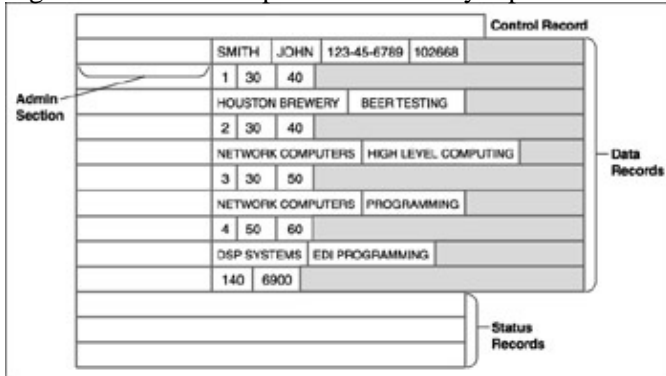 Control Record
SMITH JOHN 123-45-6789 102668
1 30 40
Admin Section
HOUSTON BREWERY BEER TESTING
2 30 40
NETWORK COMPUTERS HIGH LEVEL COMPUTING
Data Records
3 30 50
NETWORK COMPUTERS PROGRAMMING
4 50 60
DSP SYSTEMS EDI PROGRAMMING
140 6900
Status Records